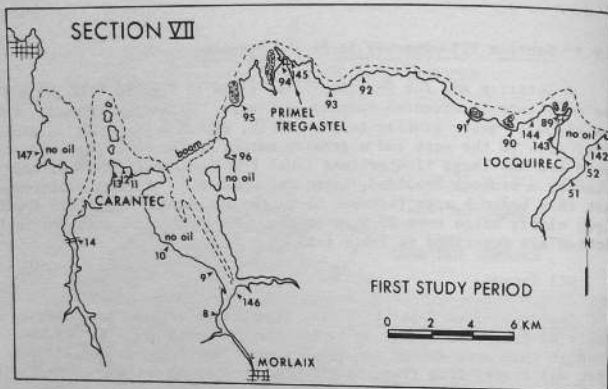 SECTION VII
94
145
PRIMEL
TREGASTEL
93
92
95
91
90
144
89
143
no oil
142
LOCQUIREC
52
51
boom
96
no oil
147
no oil
13
12
11
CARANTEC
14
no oil
10
9
8
146
MORLAIX
N
FIRST STUDY PERIOD
0 2 4 6 KM